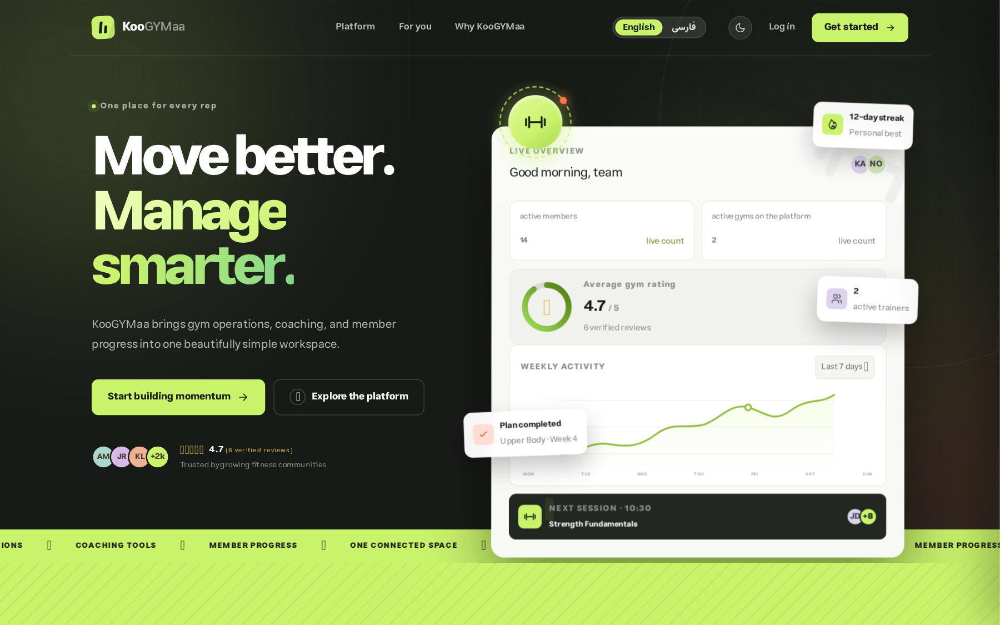 KooGYMaa
Platform
For you
Why KooGYMaa
English
فارسی
Log in
Get started
One place for every rep
Move better.
Manage
smarter.
KooGYMaa brings gym operations, coaching, and member
progress into one beautifully simple workspace.
Start building momentum
Explore the platform
AM JR KL +2k
4.7 (6 verified reviews)
Trusted by growing fitness communities
LIVE OVERVIEW
Good morning, team
KA NO
12-day streak
Personal best
active members
14
live count
active gyms on the platform
2
live count
Average gym rating
4.7 / 5
6 verified reviews
2
active trainers
WEEKLY ACTIVITY
Last 7 days
Plan completed
Upper Body · Week 4
MON TUE WED THU FRI SAT SUN
NEXT SESSION · 10:30
Strength Fundamentals
JD +8
IONS COACHING TOOLS MEMBER PROGRESS ONE CONNECTED SPACE MEMBER PROGRESS